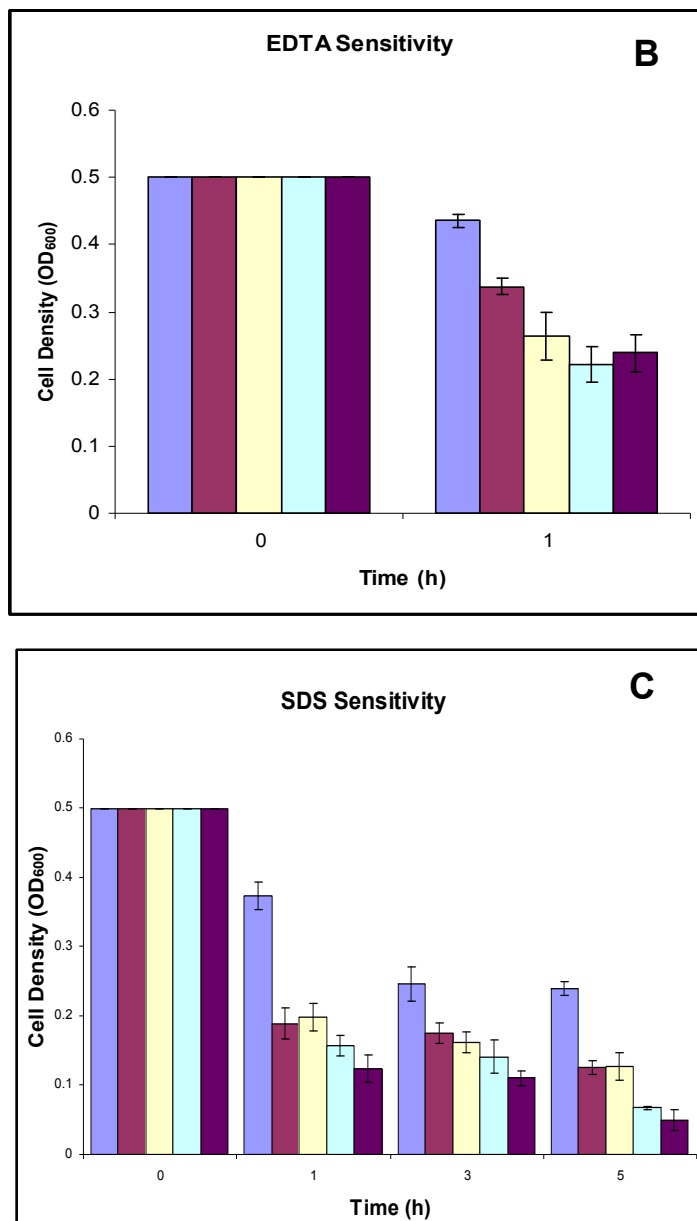 EDTA Sensitivity
B
0.6
0.5
0.4
0.3
0.2
0.1
0
Cell Density (OD600)
0 1
Time (h)
SDS Sensitivity
C
0.6
0.5
0.4
0.3
0.2
0.1
0
Cell Density (OD600)
0 1 3 5
Time (h)